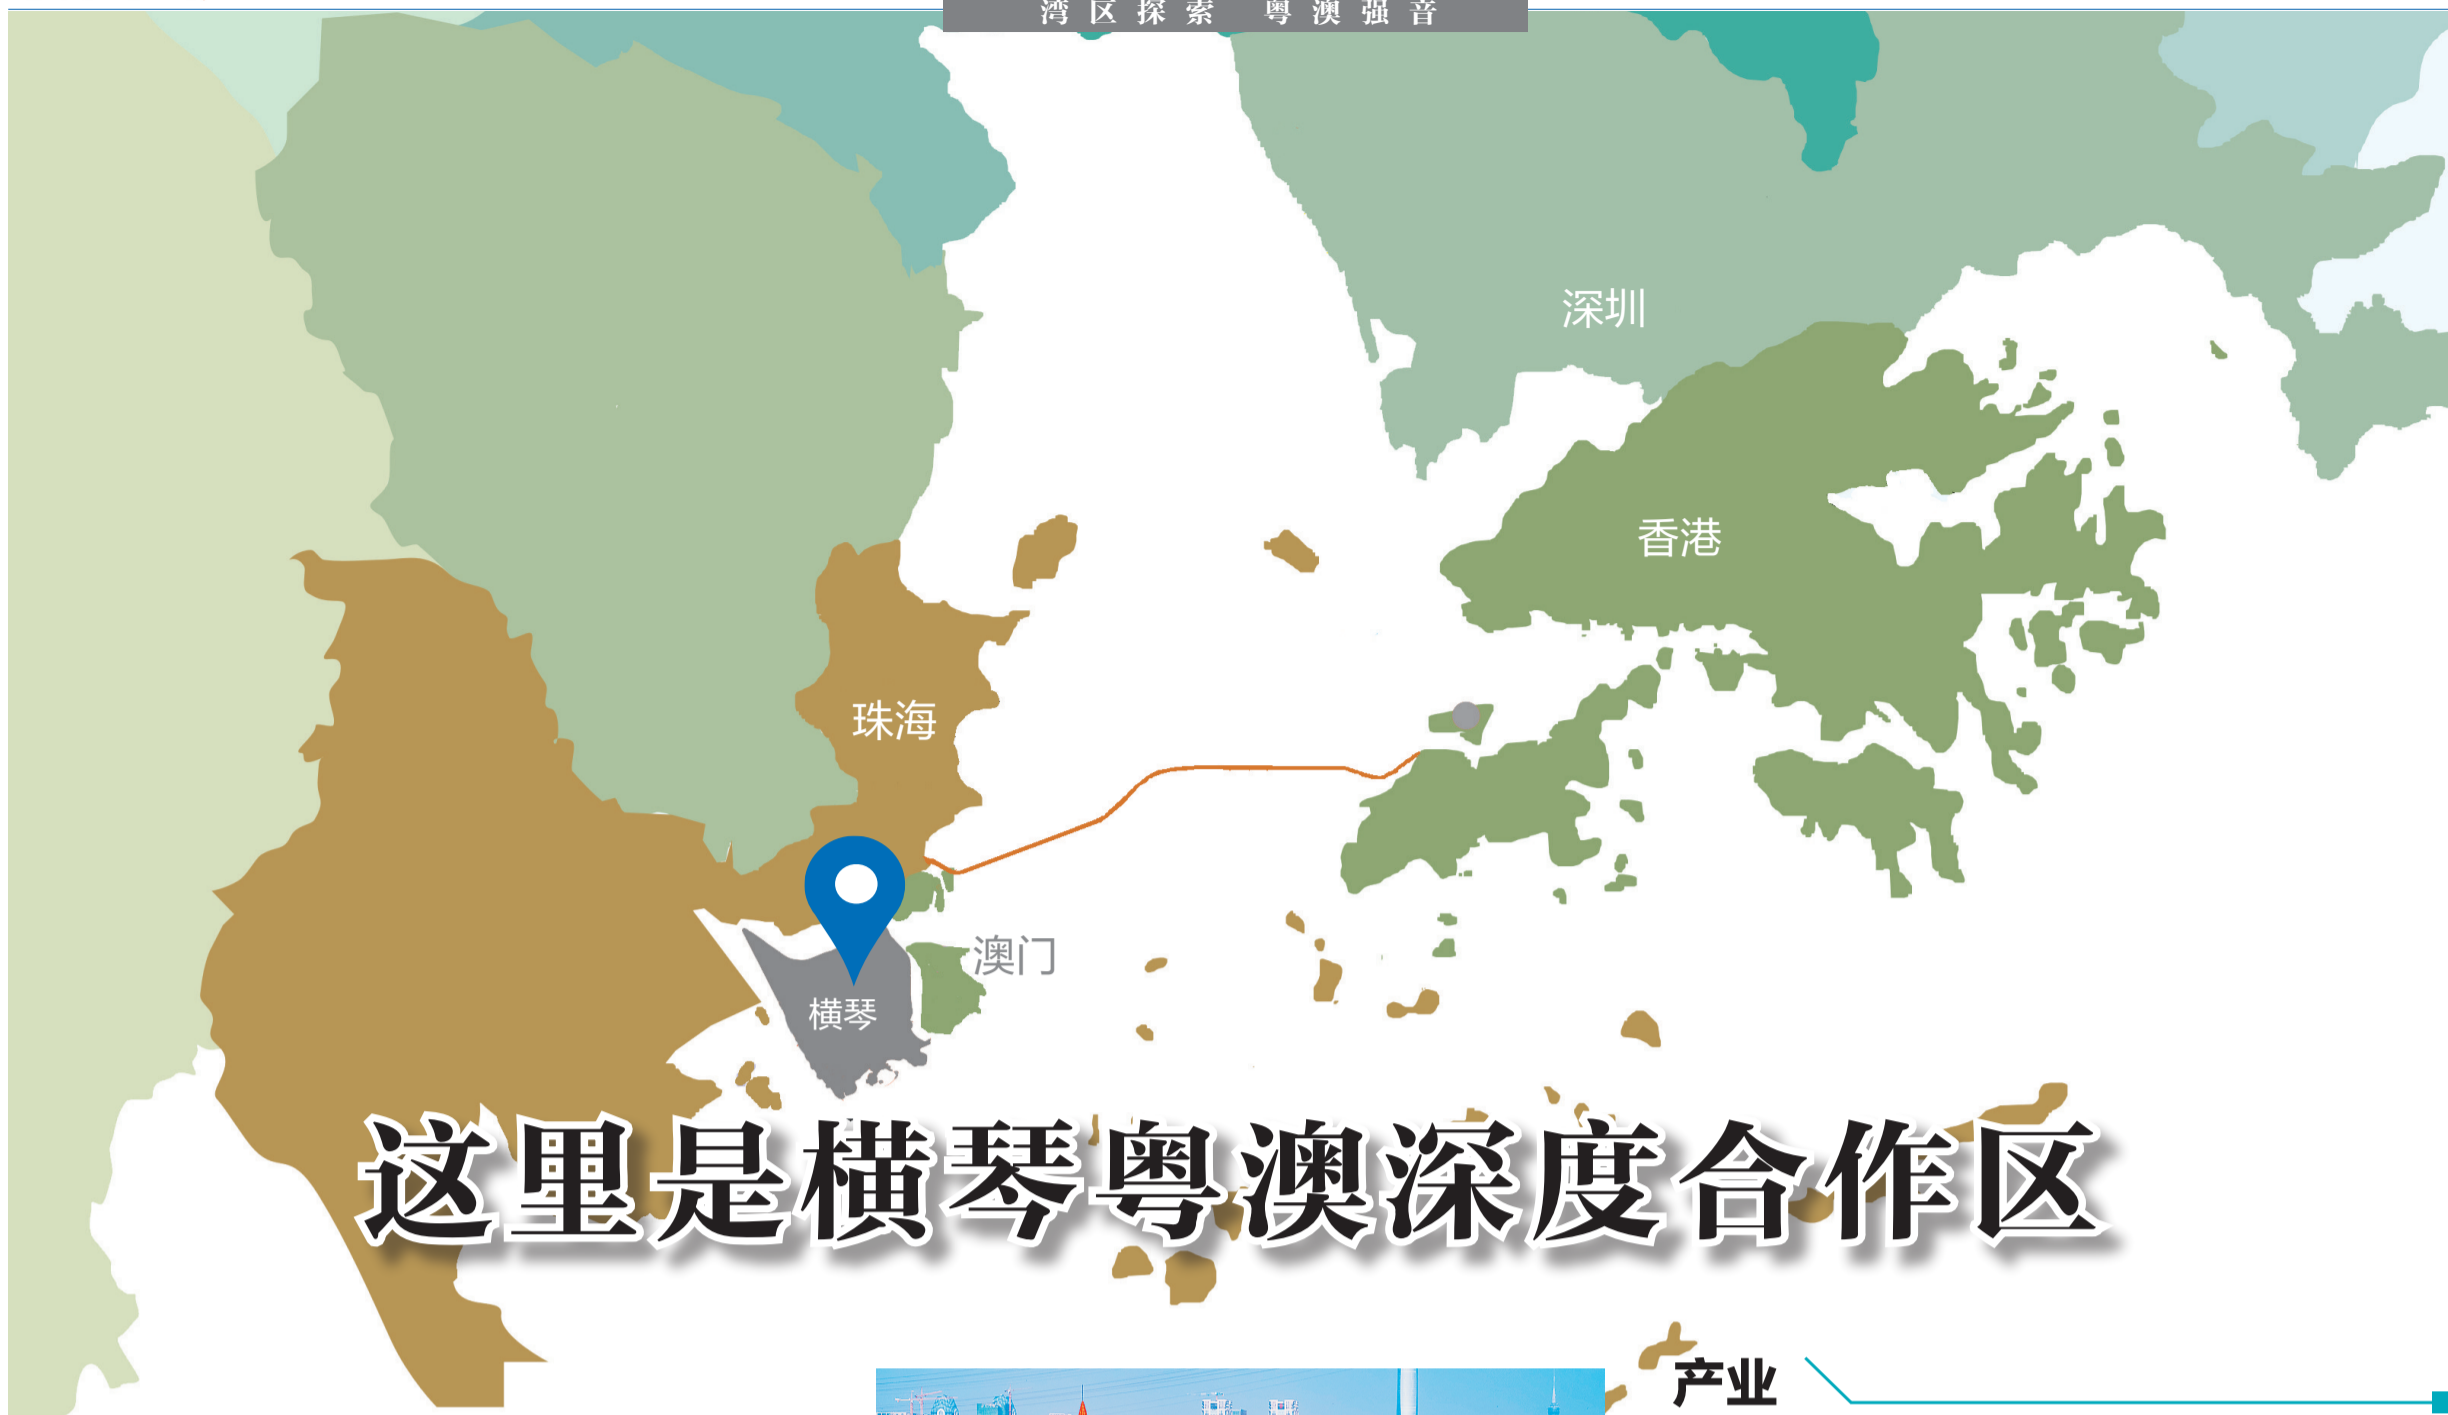 湾区探索 粤澳强音
深圳
香港
珠海
澳门
横琴
这里是横琴粤澳深度合作区
产业